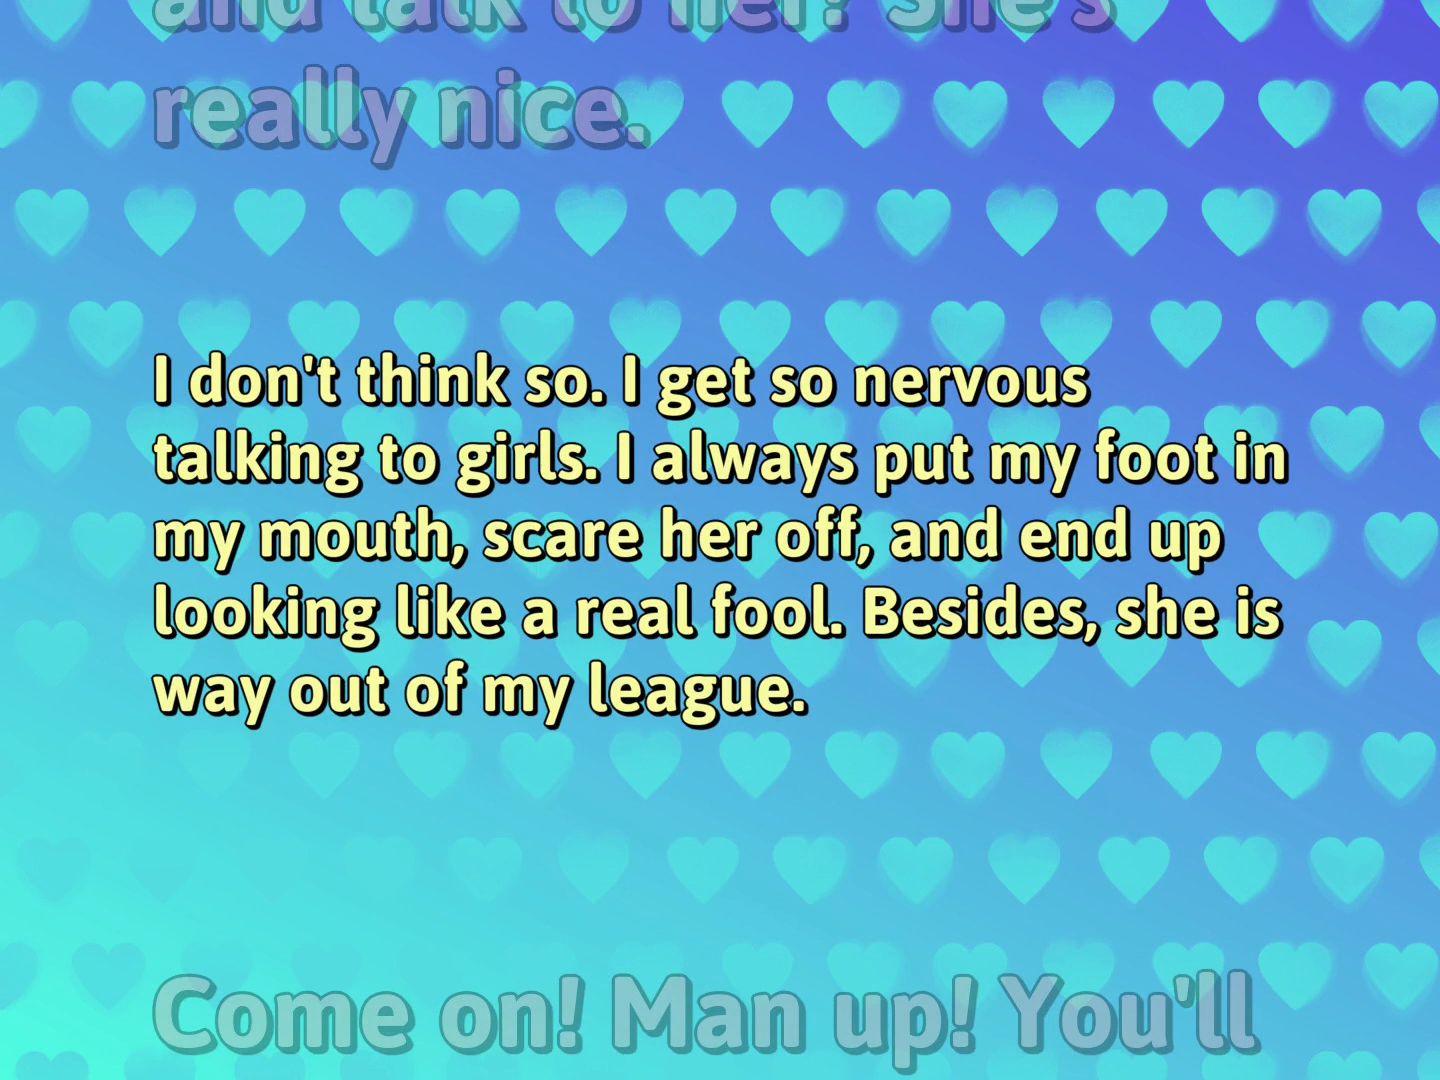 and talk to her? She's
really nice.
I don't think so. I get so nervous
talking to girls. I always put my foot in
my mouth, scare her off, and end up
looking like a real fool. Besides, she is
way out of my league.
Come on! Man up! You'll